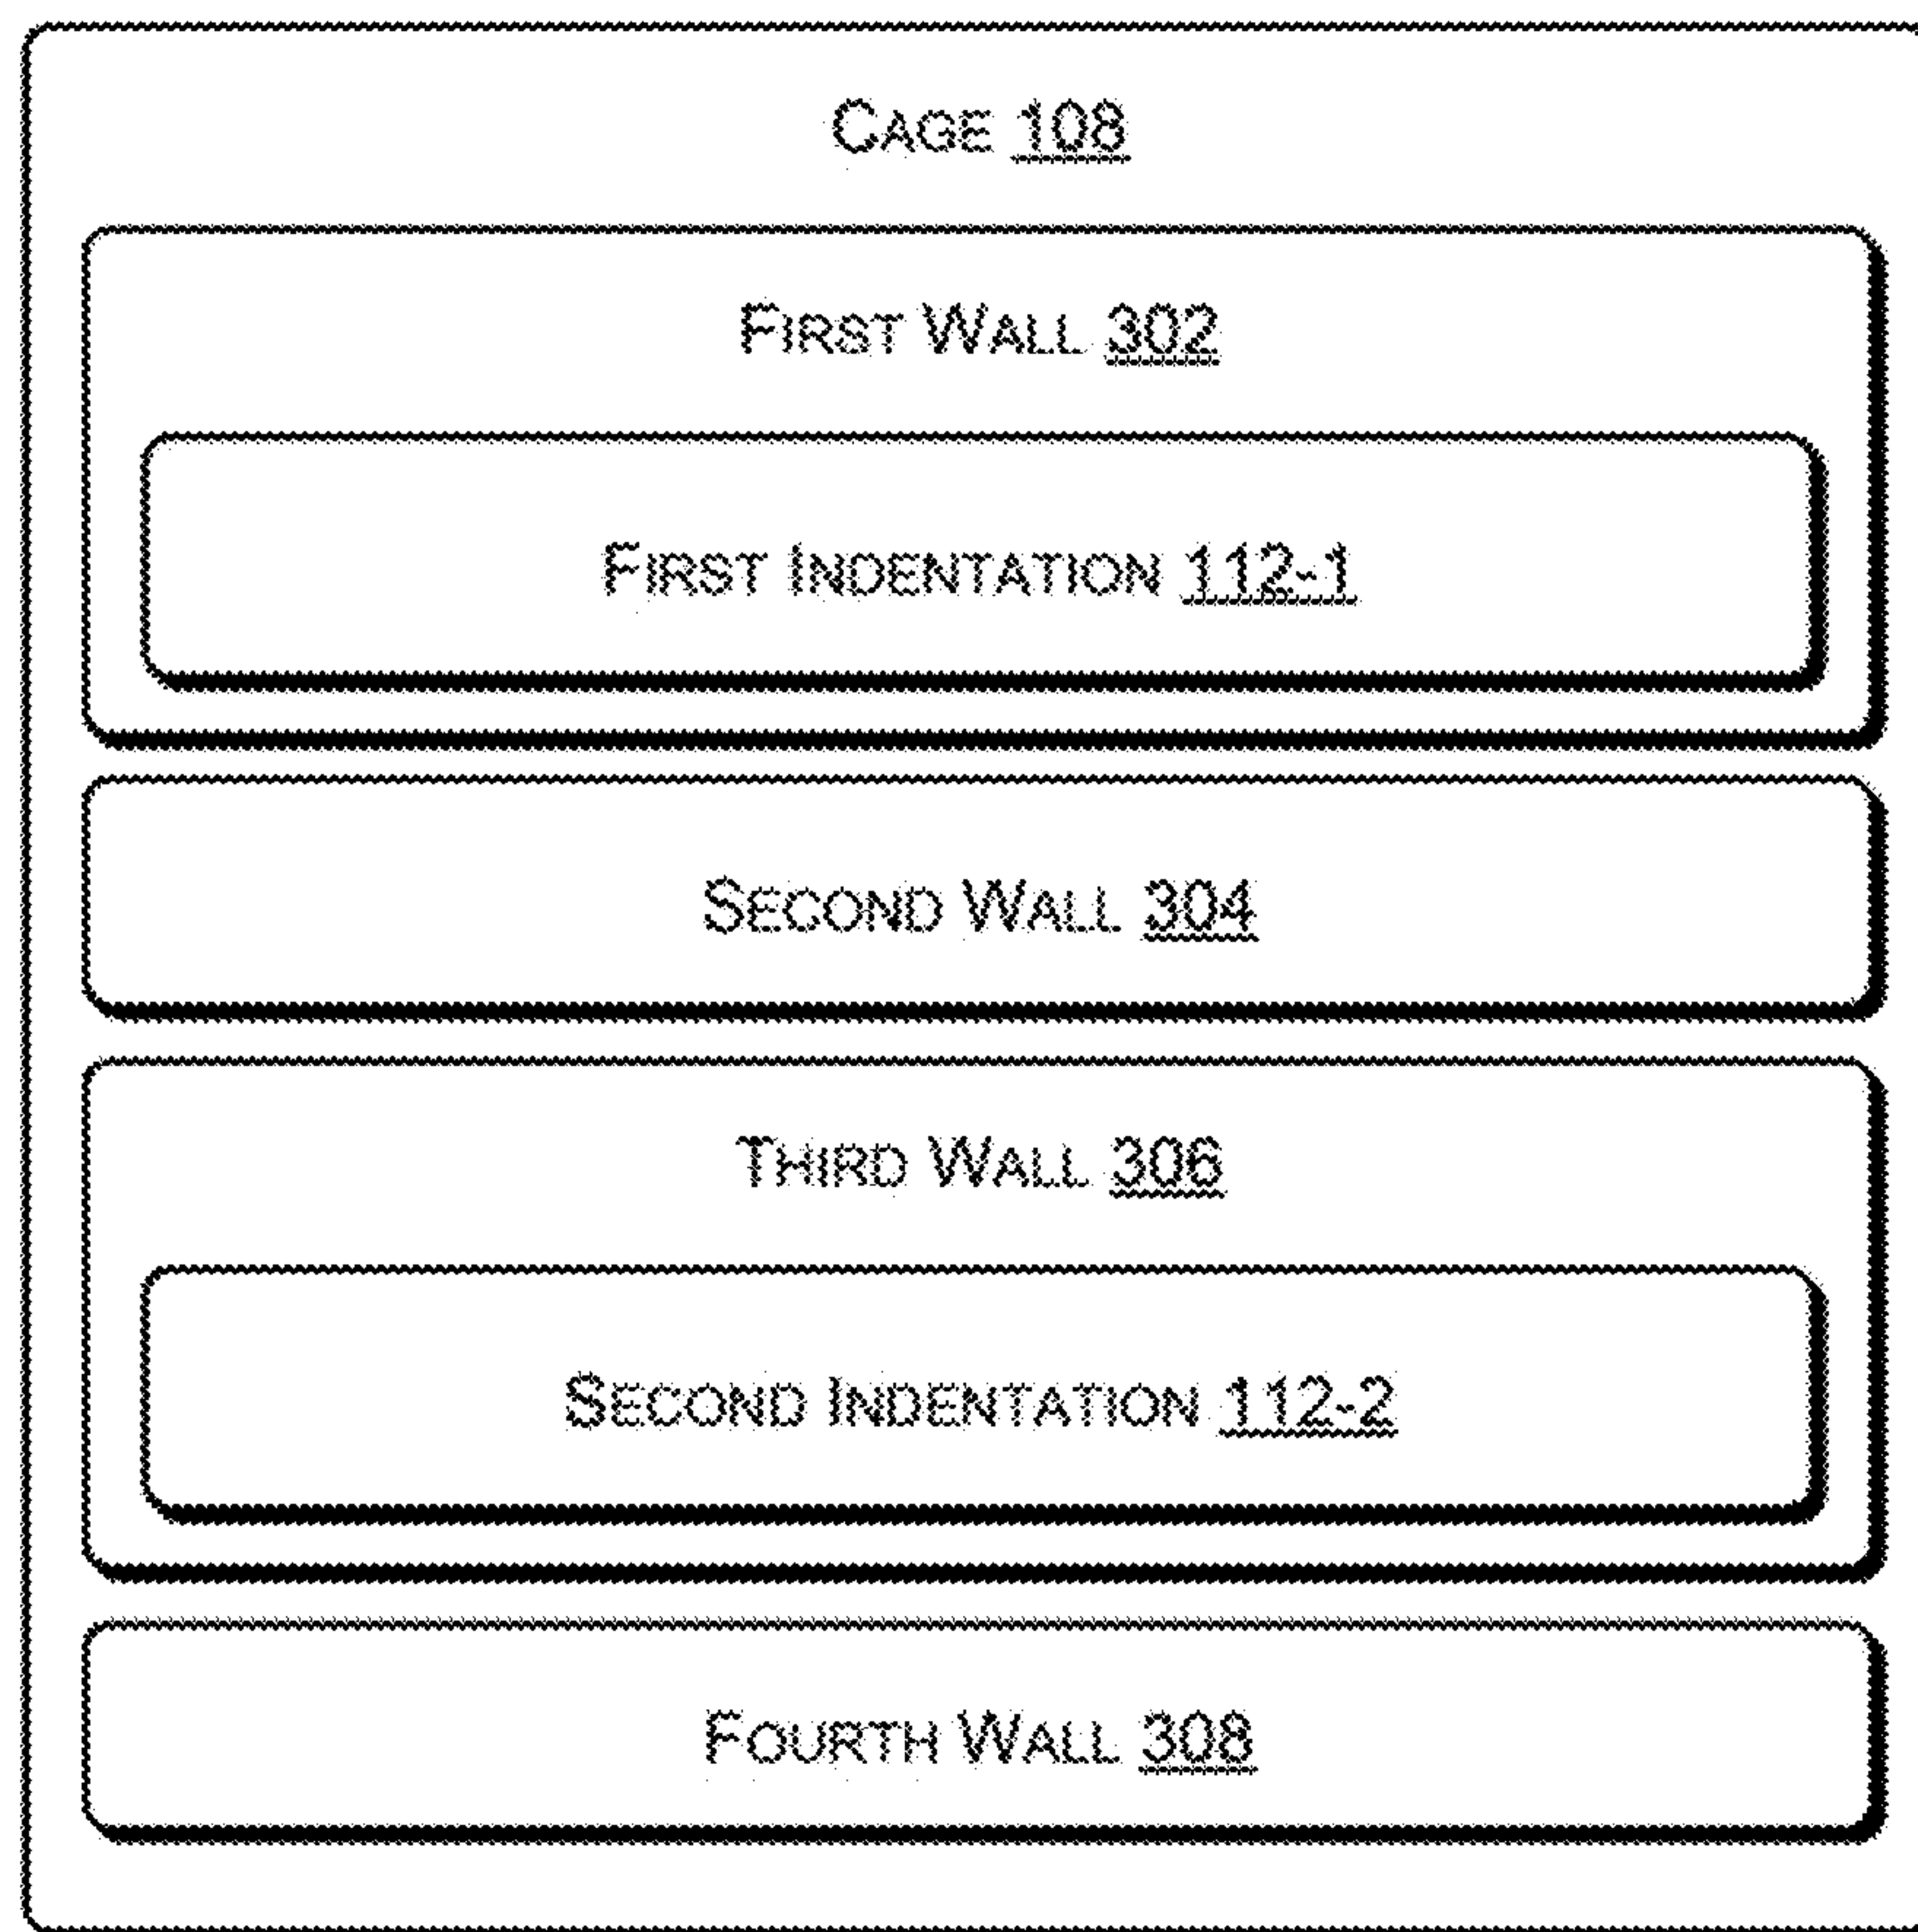 CAGE 108
FIRST WALL 302
FIRST INDENTATION 112-1
SECOND WALL 304
THIRD WALL 306
SECOND INDENTATION 112-2
FOURTH WALL 308